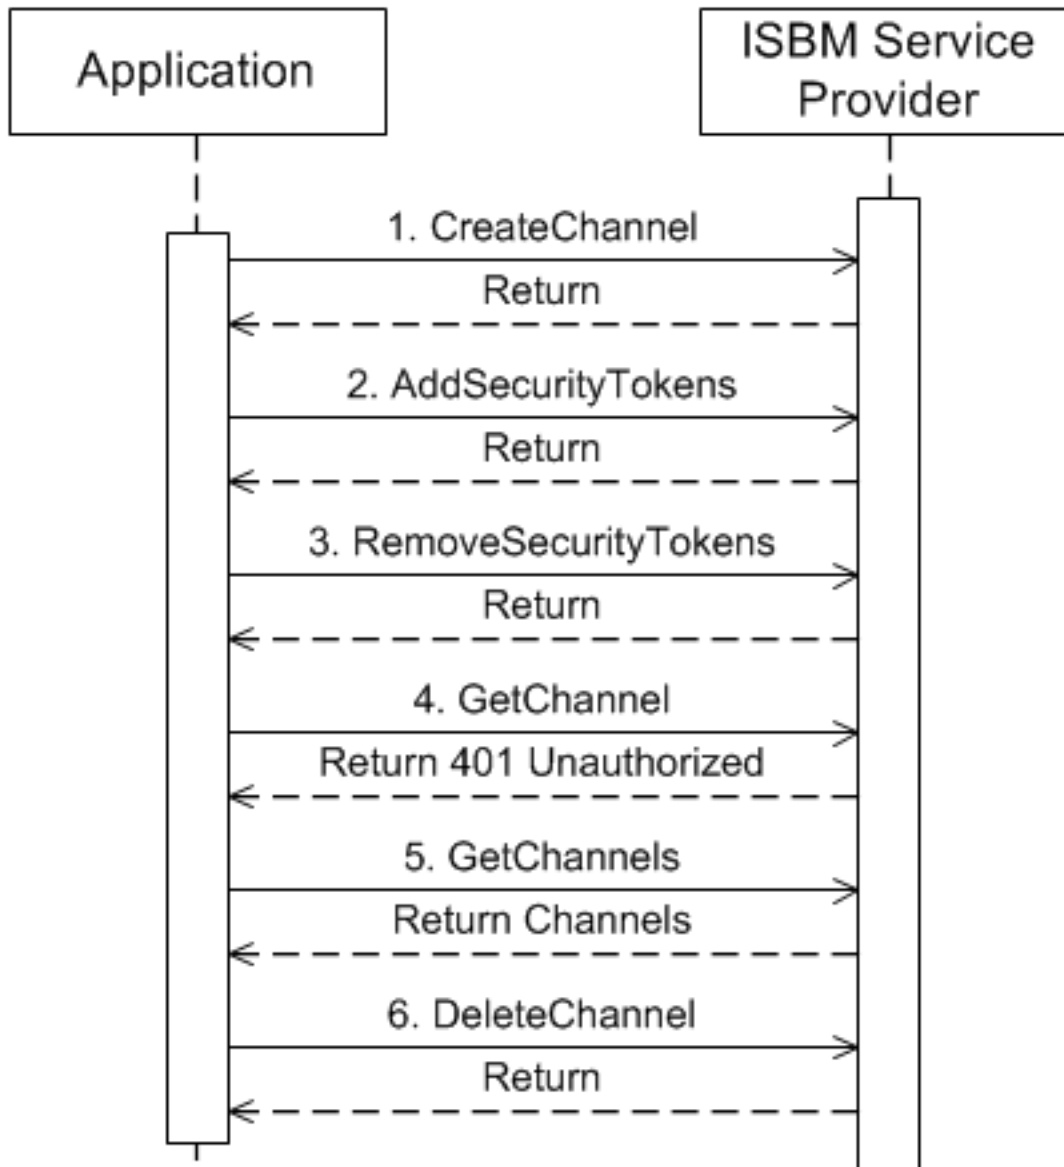 Application
ISBM Service
Provider
1. CreateChannel
Return
2. AddSecurityTokens
Return
3. RemoveSecurityTokens
Return
4. GetChannel
Return 401 Unauthorized
5. GetChannels
Return Channels
6. DeleteChannel
Return